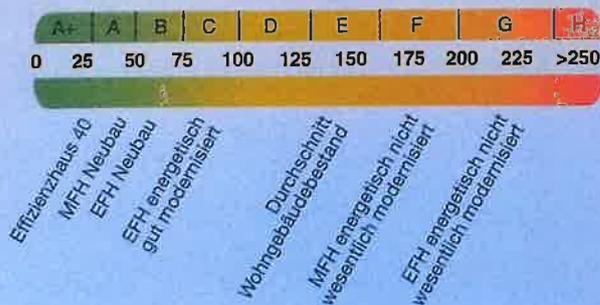 A+ A B C D E F G H
0 25 50 75 100 125 150 175 200 225 >250
Effizienzhaus 40
MFH Neubau
EFH Neubau
EFH energetisch
gut modernisiert
Durchschnitt
Wohngebäudebestand
MFH energetisch nicht
wesentlich modernisiert
EFH energetisch nicht
wesentlich modernisiert